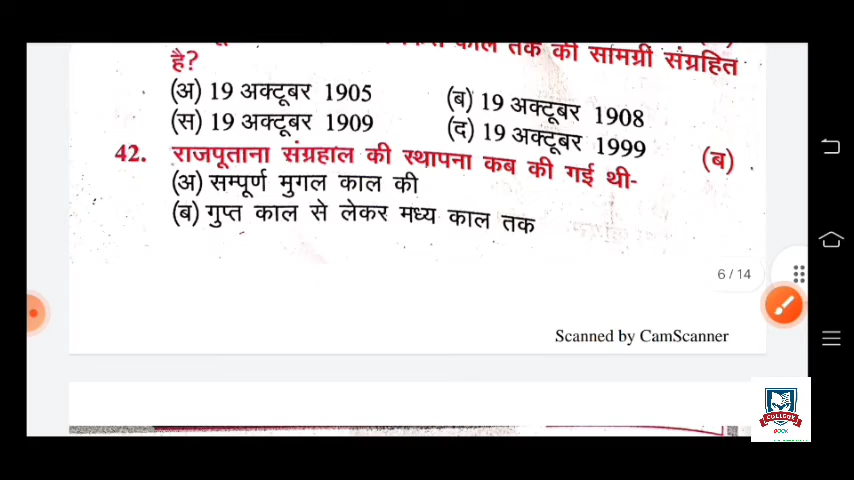 काल तक की सामग्री संग्रहित
है?
(अ) 19 अक्टूबर 1905 (ब) 19 अक्टूबर 1908
(स) 19 अक्टूबर 1909 (द) 19 अक्टूबर 1999
42. राजपूताना संग्रहाल की स्थापना कब की गई थी- (ब)
(अ) सम्पूर्ण मुगल काल की
(ब) गुप्त काल से लेकर मध्य काल तक
6 / 14
Scanned by CamScanner